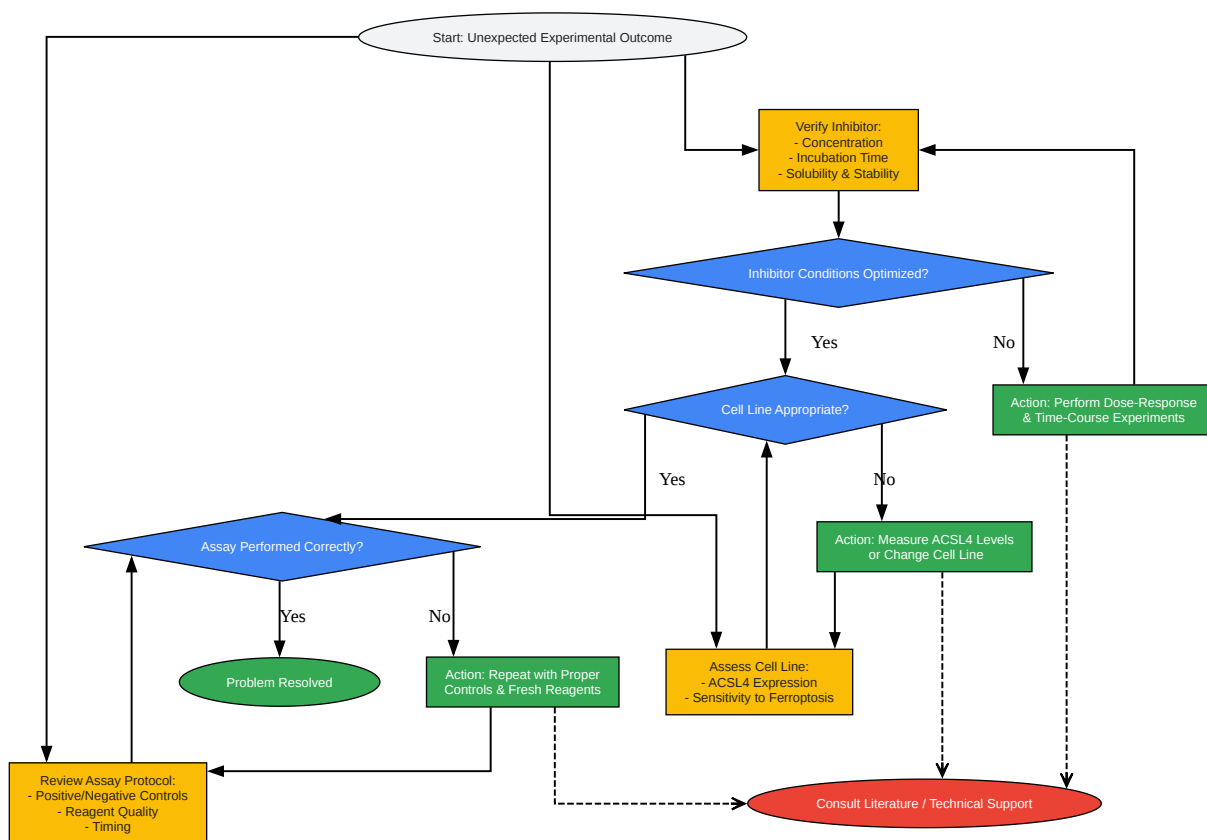 Start: Unexpected Experimental Outcome
Verify Inhibitor:
- Concentration
- Incubation Time
- Solubility & Stability
Inhibitor Conditions Optimized?
Yes
No
Cell Line Appropriate?
Action: Perform Dose-Response
& Time-Course Experiments
Yes
No
Assay Performed Correctly?
Action: Measure ACSL4 Levels
or Change Cell Line
Yes
No
Problem Resolved
Action: Repeat with Proper
Controls & Fresh Reagents
Assess Cell Line:
- ACSL4 Expression
- Sensitivity to Ferroptosis
Review Assay Protocol:
- Positive/Negative Controls
- Reagent Quality
- Timing
Consult Literature / Technical Support